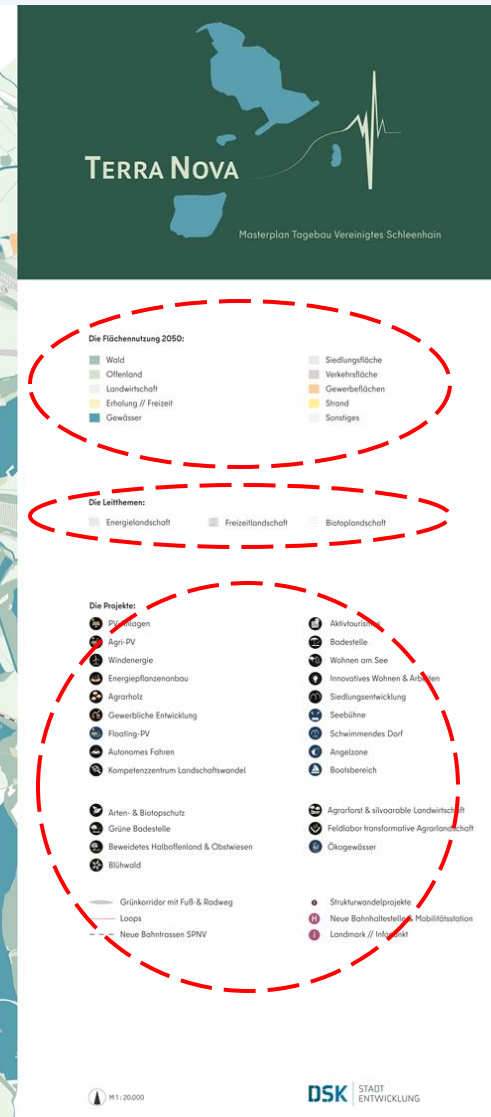 TERRA NOVA
Masterplan Tagebau Vereinigtes Schleenhain
Die Flächennutzung 2050:
Wald
Offenland
Landwirtschaft
Erholung // Freizeit
Gewässer
Siedlungsfläche
Verkehrsfläche
Gewerbeflächen
Strand
Sonstiges
Die Leitthemen:
Energielandschaft Freizeitlandschaft Biotoplandschaft
Die Projekte:
PV-Anlagen
Agri-PV
Windenergie
Energiepflanzenanbau
Agrarholz
Gewerbliche Entwicklung
Floating-PV
Autonomes Fahren
Kompetenzzentrum Landschaftswandel
Aktivtourismus
Badestelle
Wohnen am See
Innovatives Wohnen & Arbeiten
Siedlungsentwicklung
Seebühne
Schwimmendes Dorf
Angelzone
Bootsbereich
Arten- & Biotopschutz
Grüne Badestelle
Beweidetes Halboffenland & Obstwiesen
Blühwald
Agrarforst & silvoarable Landwirtschaft
Feldlabor transformative Agrarlandschaft
Ökogewässer
Grünkorridor mit Fuß-& Radweg
Loops
Neue Bahntrassen SPNV
Strukturwandelprojekte
H Neue Bahnhaltestelle & Mobilitätsstation
i Landmark // Infopunkt
M 1 : 20.000
DSK STADT
ENTWICKLUNG